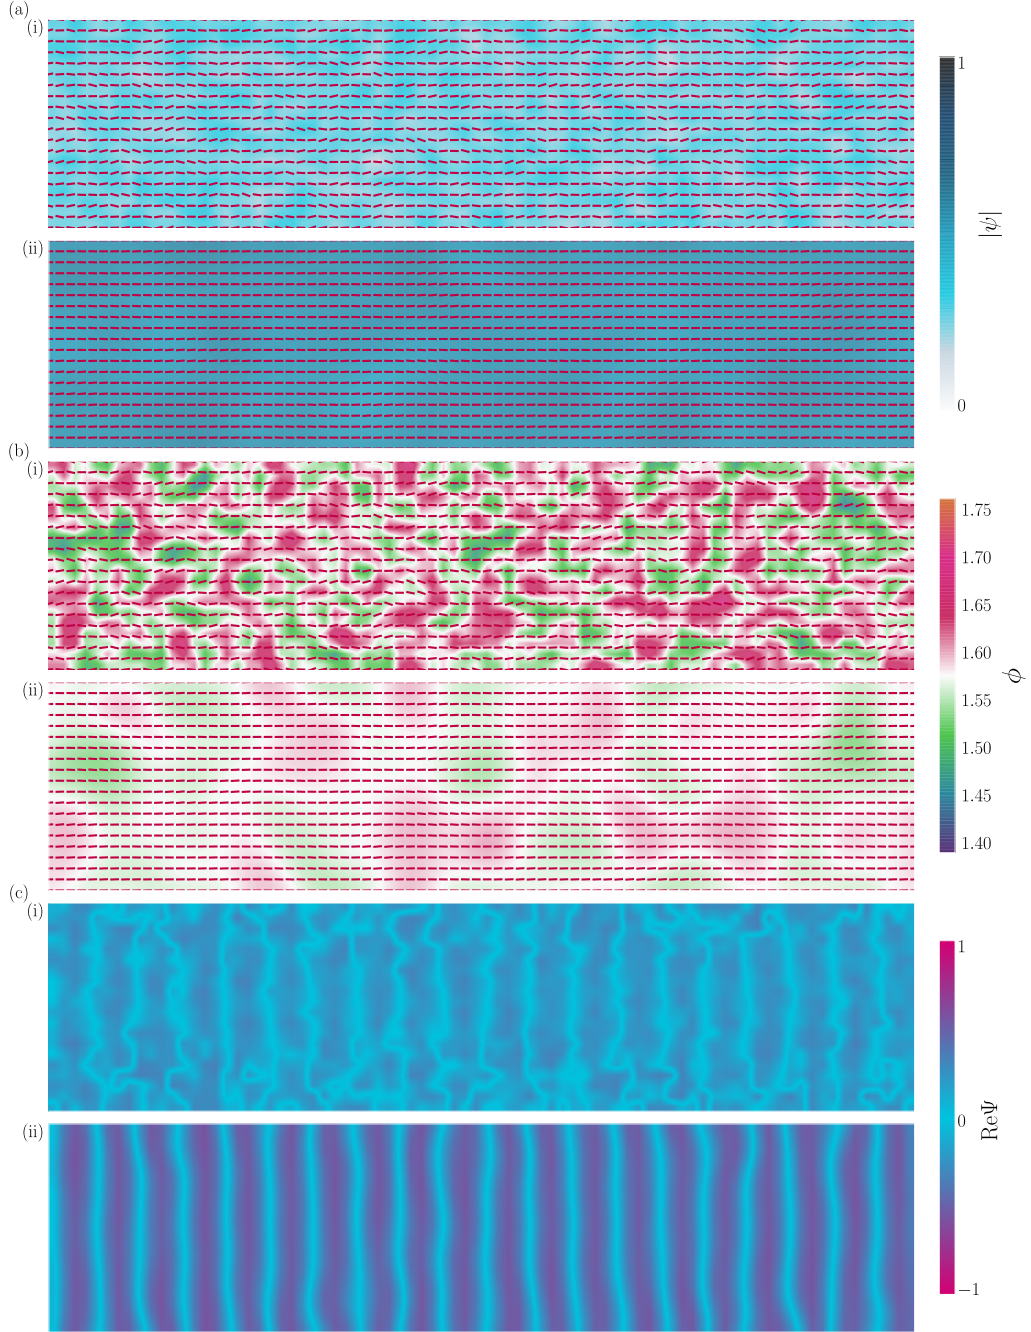 (a)
(i)
1
|ψ|
0
(ii)
(b)
(i)
1.75
1.70
1.65
1.60
1.55
1.50
1.45
1.40
ϕ
(ii)
(c)
(i)
1
0
−1
ReΨ
(ii)